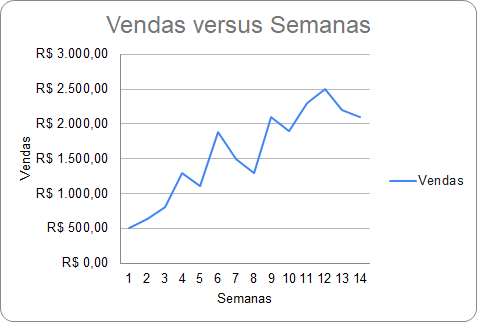 Vendas versus Semanas
R$ 3.000,00
R$ 2.500,00
R$ 2.000,00
R$ 1.500,00
R$ 1.000,00
R$ 500,00
R$ 0,00
Vendas
1 2 3 4 5 6 7 8 9 10 11 12 13 14
Semanas
Vendas